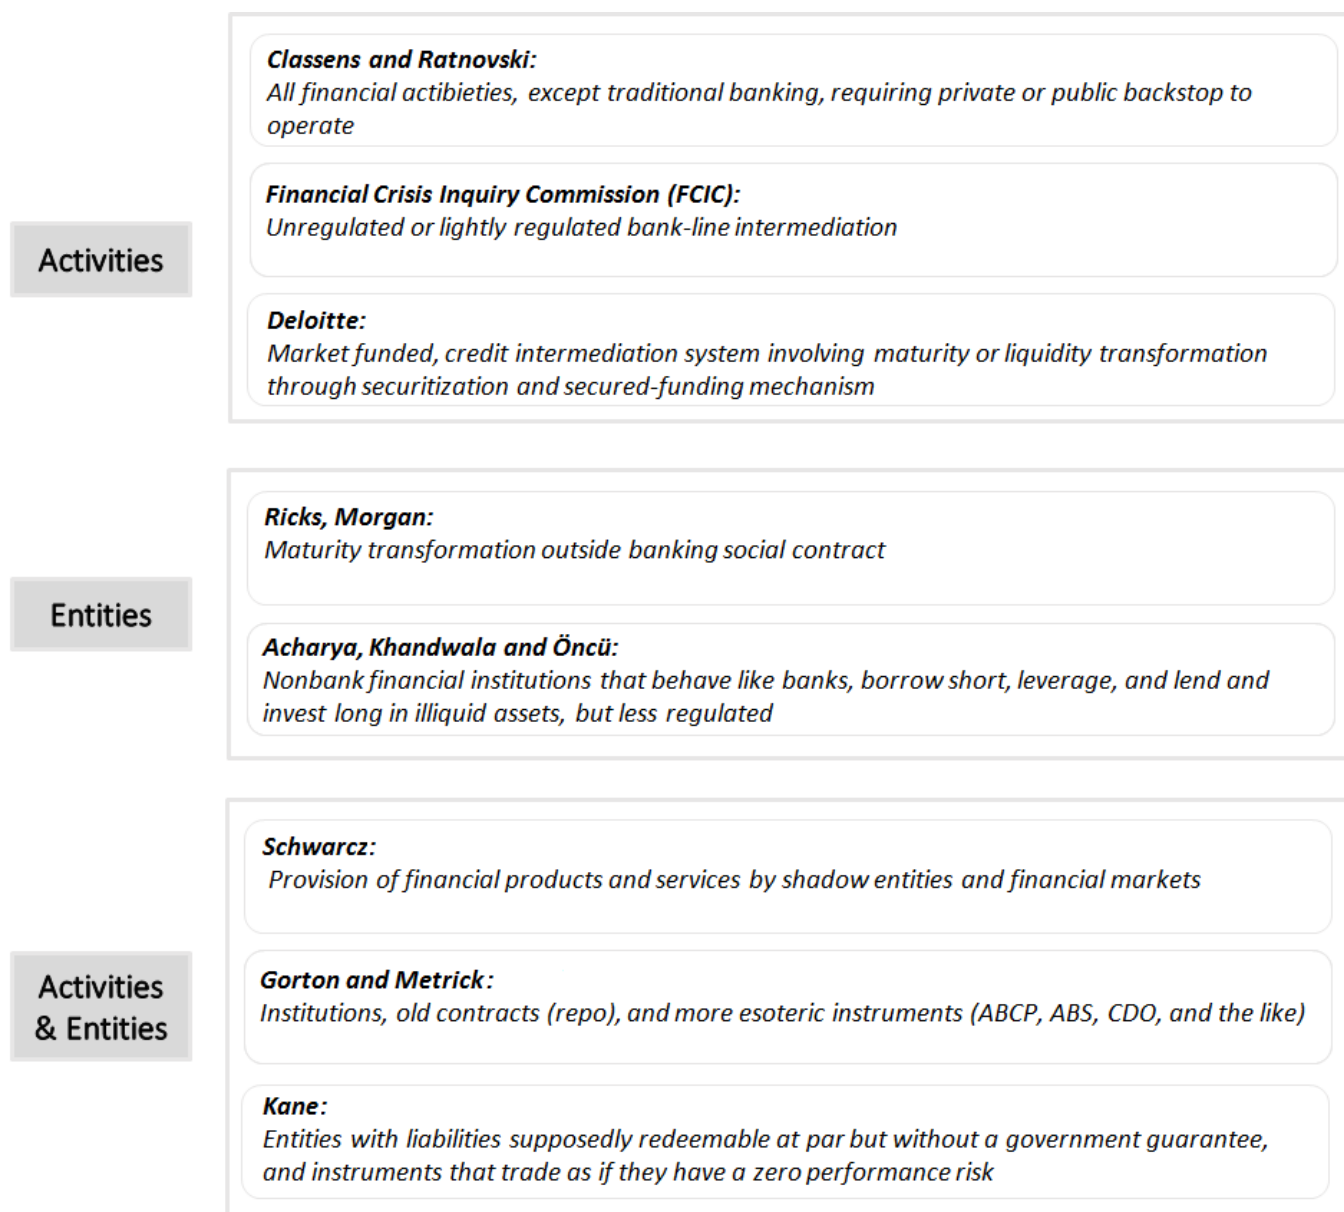 Classens and Ratnovski:
All financial actibieties, except traditional banking, requiring private or public backstop to
operate
Financial Crisis Inquiry Commission (FCIC):
Unregulated or lightly regulated bank-line intermediation
Activities
Deloitte:
Market funded, credit intermediation system involving maturity or liquidity transformation
through securitization and secured-funding mechanism
Ricks, Morgan:
Maturity transformation outside banking social contract
Entities
Acharya, Khandwala and Öncü:
Nonbank financial institutions that behave like banks, borrow short, leverage, and lend and
invest long in illiquid assets, but less regulated
Schwarcz:
Provision of financial products and services by shadow entities and financial markets
Activities
& Entities
Gorton and Metrick:
Institutions, old contracts (repo), and more esoteric instruments (ABCP, ABS, CDO, and the like)
Kane:
Entities with liabilities supposedly redeemable at par but without a government guarantee,
and instruments that trade as if they have a zero performance risk